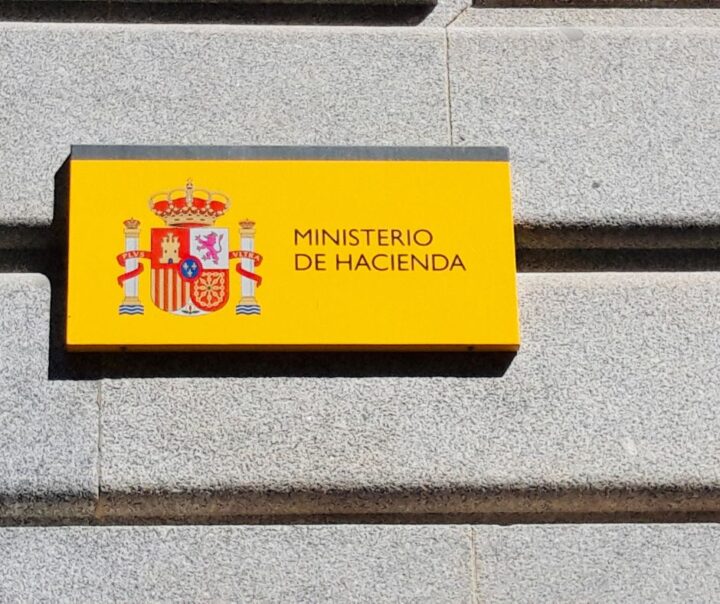 PLVS VLTRA
MINISTERIO
DE HACIENDA